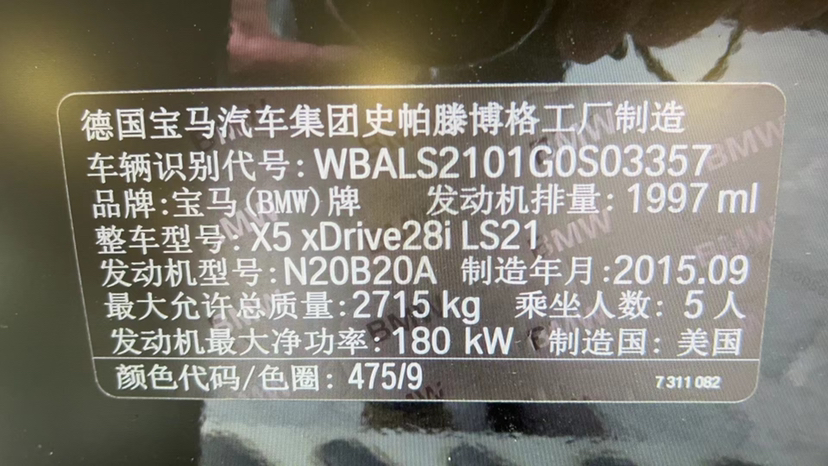 德国宝马汽车集团史帕滕博格工厂制造
车辆识别代号: WBALS2101G0S03357
品牌:宝马(BMW)牌 发动机排量: 1997 ml
整车型号: X5 xDrive28i LS21
发动机型号: N20B20A 制造年月: 2015.09
最大允许总质量: 2715 kg 乘坐人数: 5 人
发动机最大净功率: 180 kW 制造国: 美国
颜色代码/色圈: 475/9 7 311 082